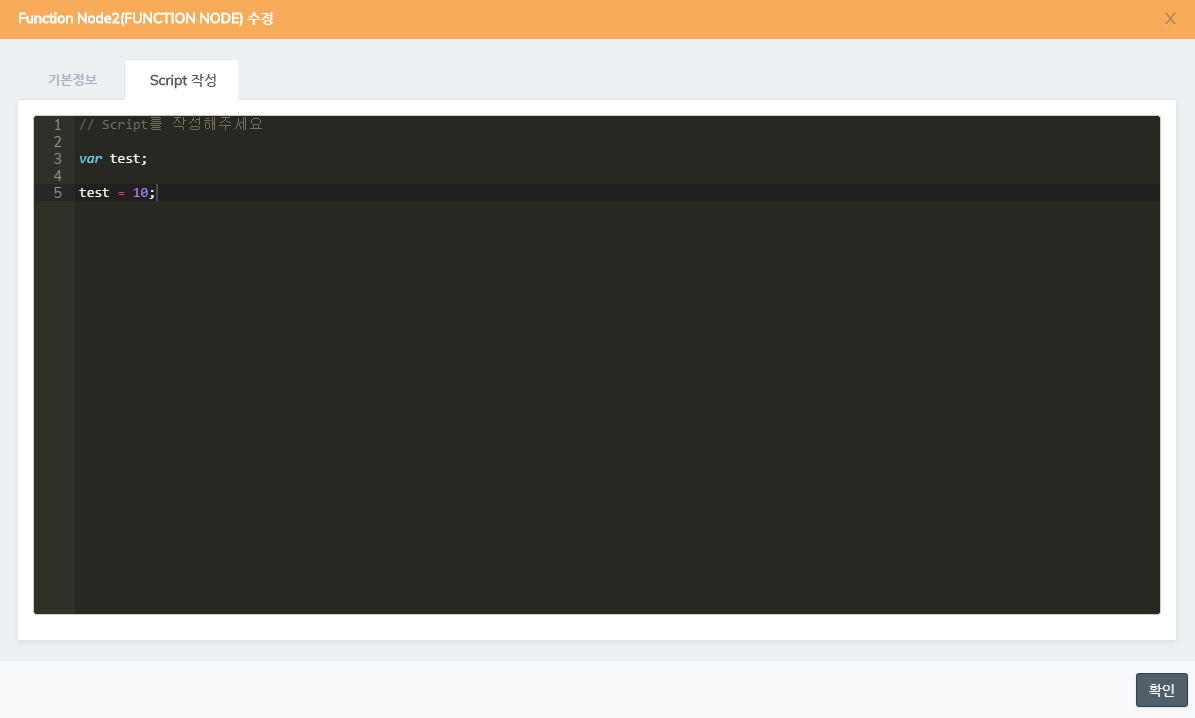 Function Node2(FUNCTION NODE) 수정
X
기본정보
Script 작성
1 // Script를 작성해주세요
2
3 var test;
4
5 test = 10;
확인